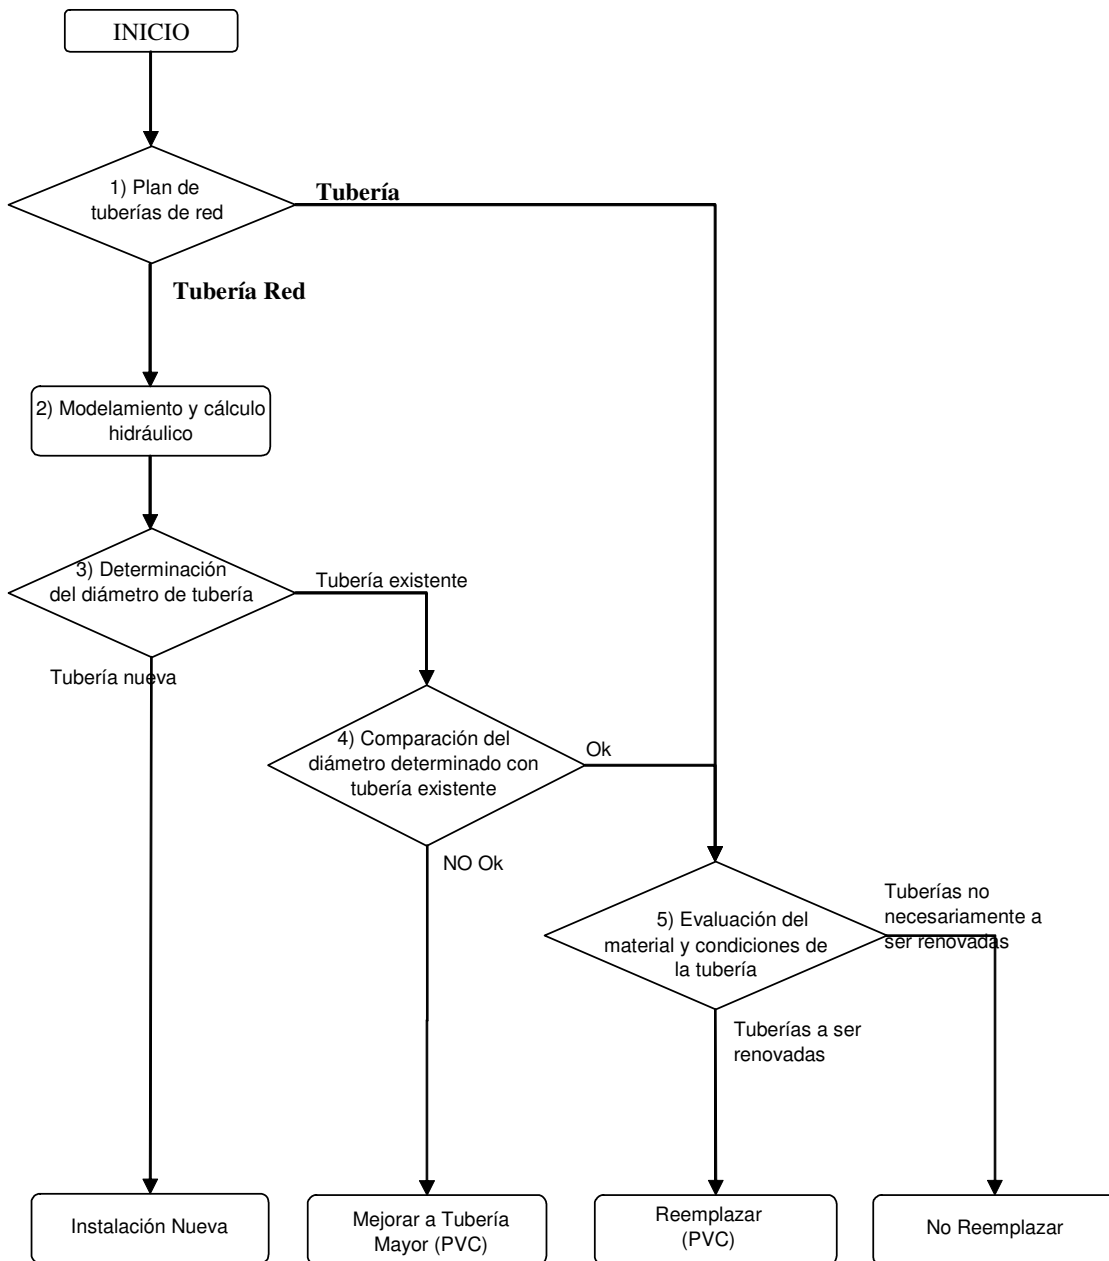 INICIO
1) Plan de
tuberías de red
Tubería
Tubería Red
2) Modelamiento y cálculo
hidráulico
3) Determinación
del diámetro de tubería
Tubería existente
Tubería nueva
4) Comparación del
diámetro determinado con
tubería existente
Ok
NO Ok
5) Evaluación del
material y condiciones de
la tubería
Tuberías no
necesariamente a
ser renovadas
Tuberías a ser
renovadas
Instalación Nueva
Mejorar a Tubería
Mayor (PVC)
Reemplazar
(PVC)
No Reemplazar